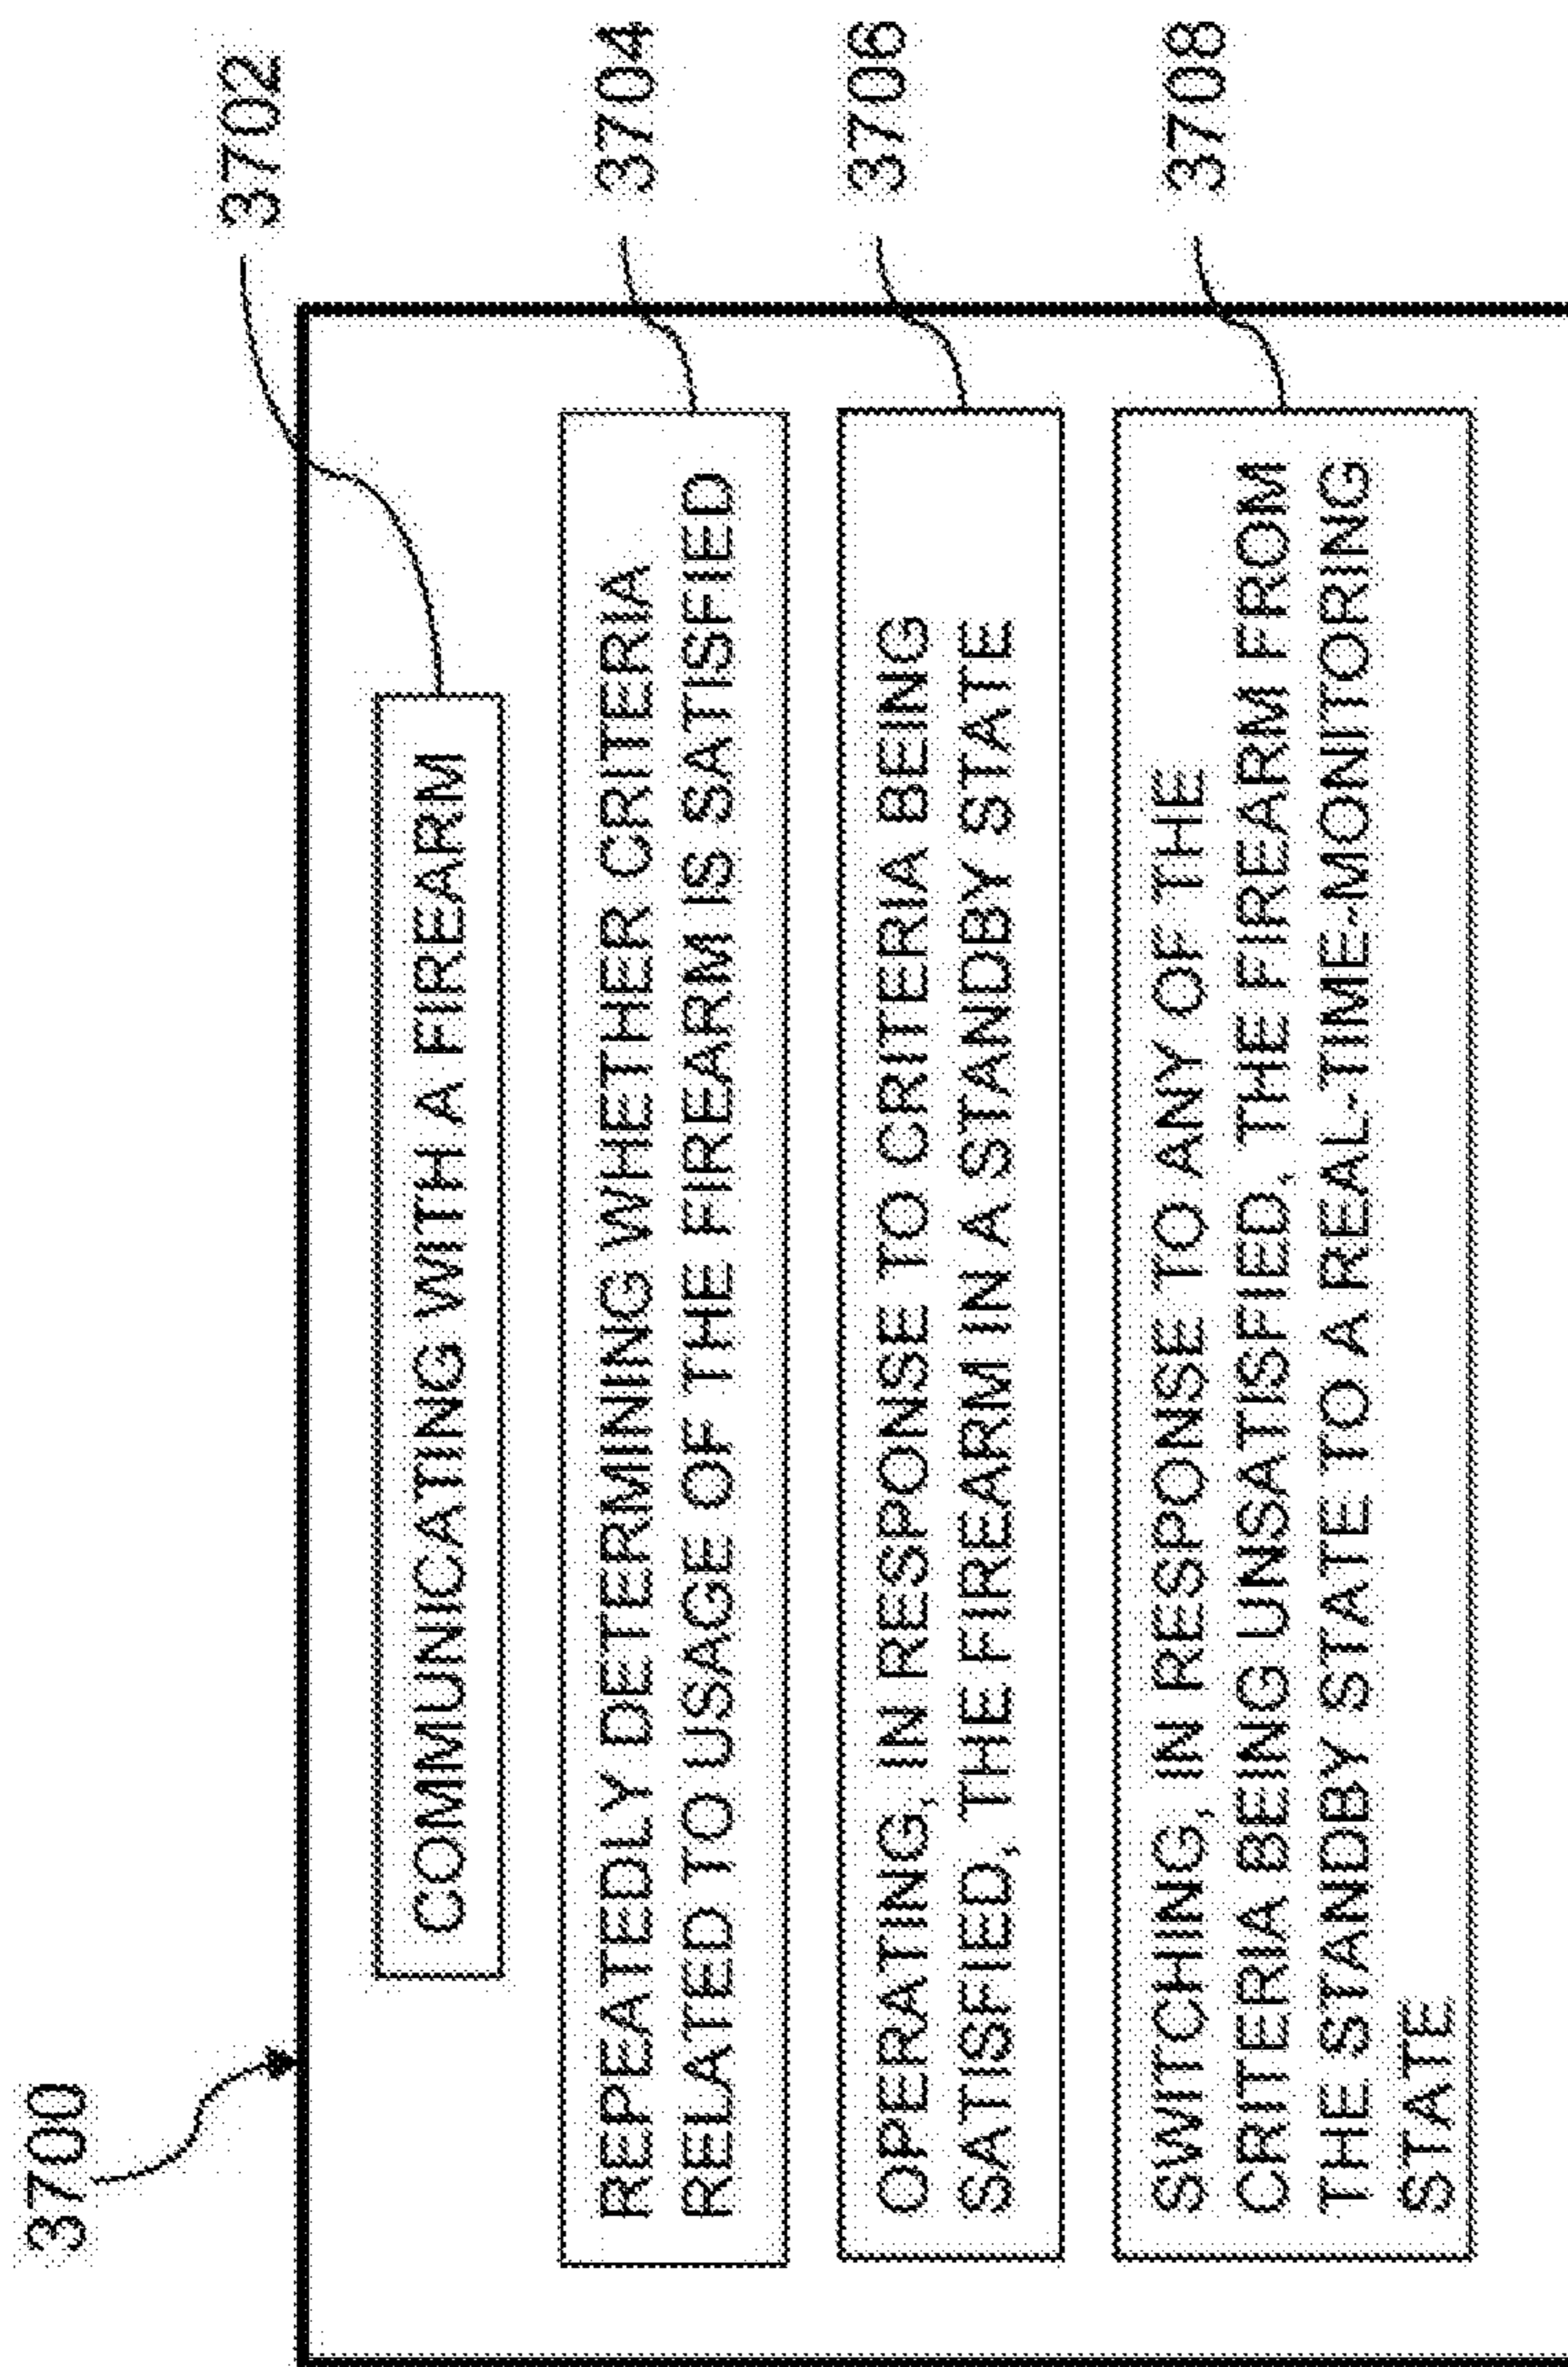 3700
3702
COMMUNICATING WITH A FIREARM
3704
REPEATEDLY DETERMINING WHETHER CRITERIA
RELATED TO USAGE OF THE FIREARM IS SATISFIED
3706
OPERATING, IN RESPONSE TO CRITERIA BEING
SATISFIED, THE FIREARM IN A STANDBY STATE
3708
SWITCHING, IN RESPONSE TO ANY OF THE
CRITERIA BEING UNSATISFIED, THE FIREARM FROM
THE STANDBY STATE TO A REAL-TIME-MONITORING
STATE